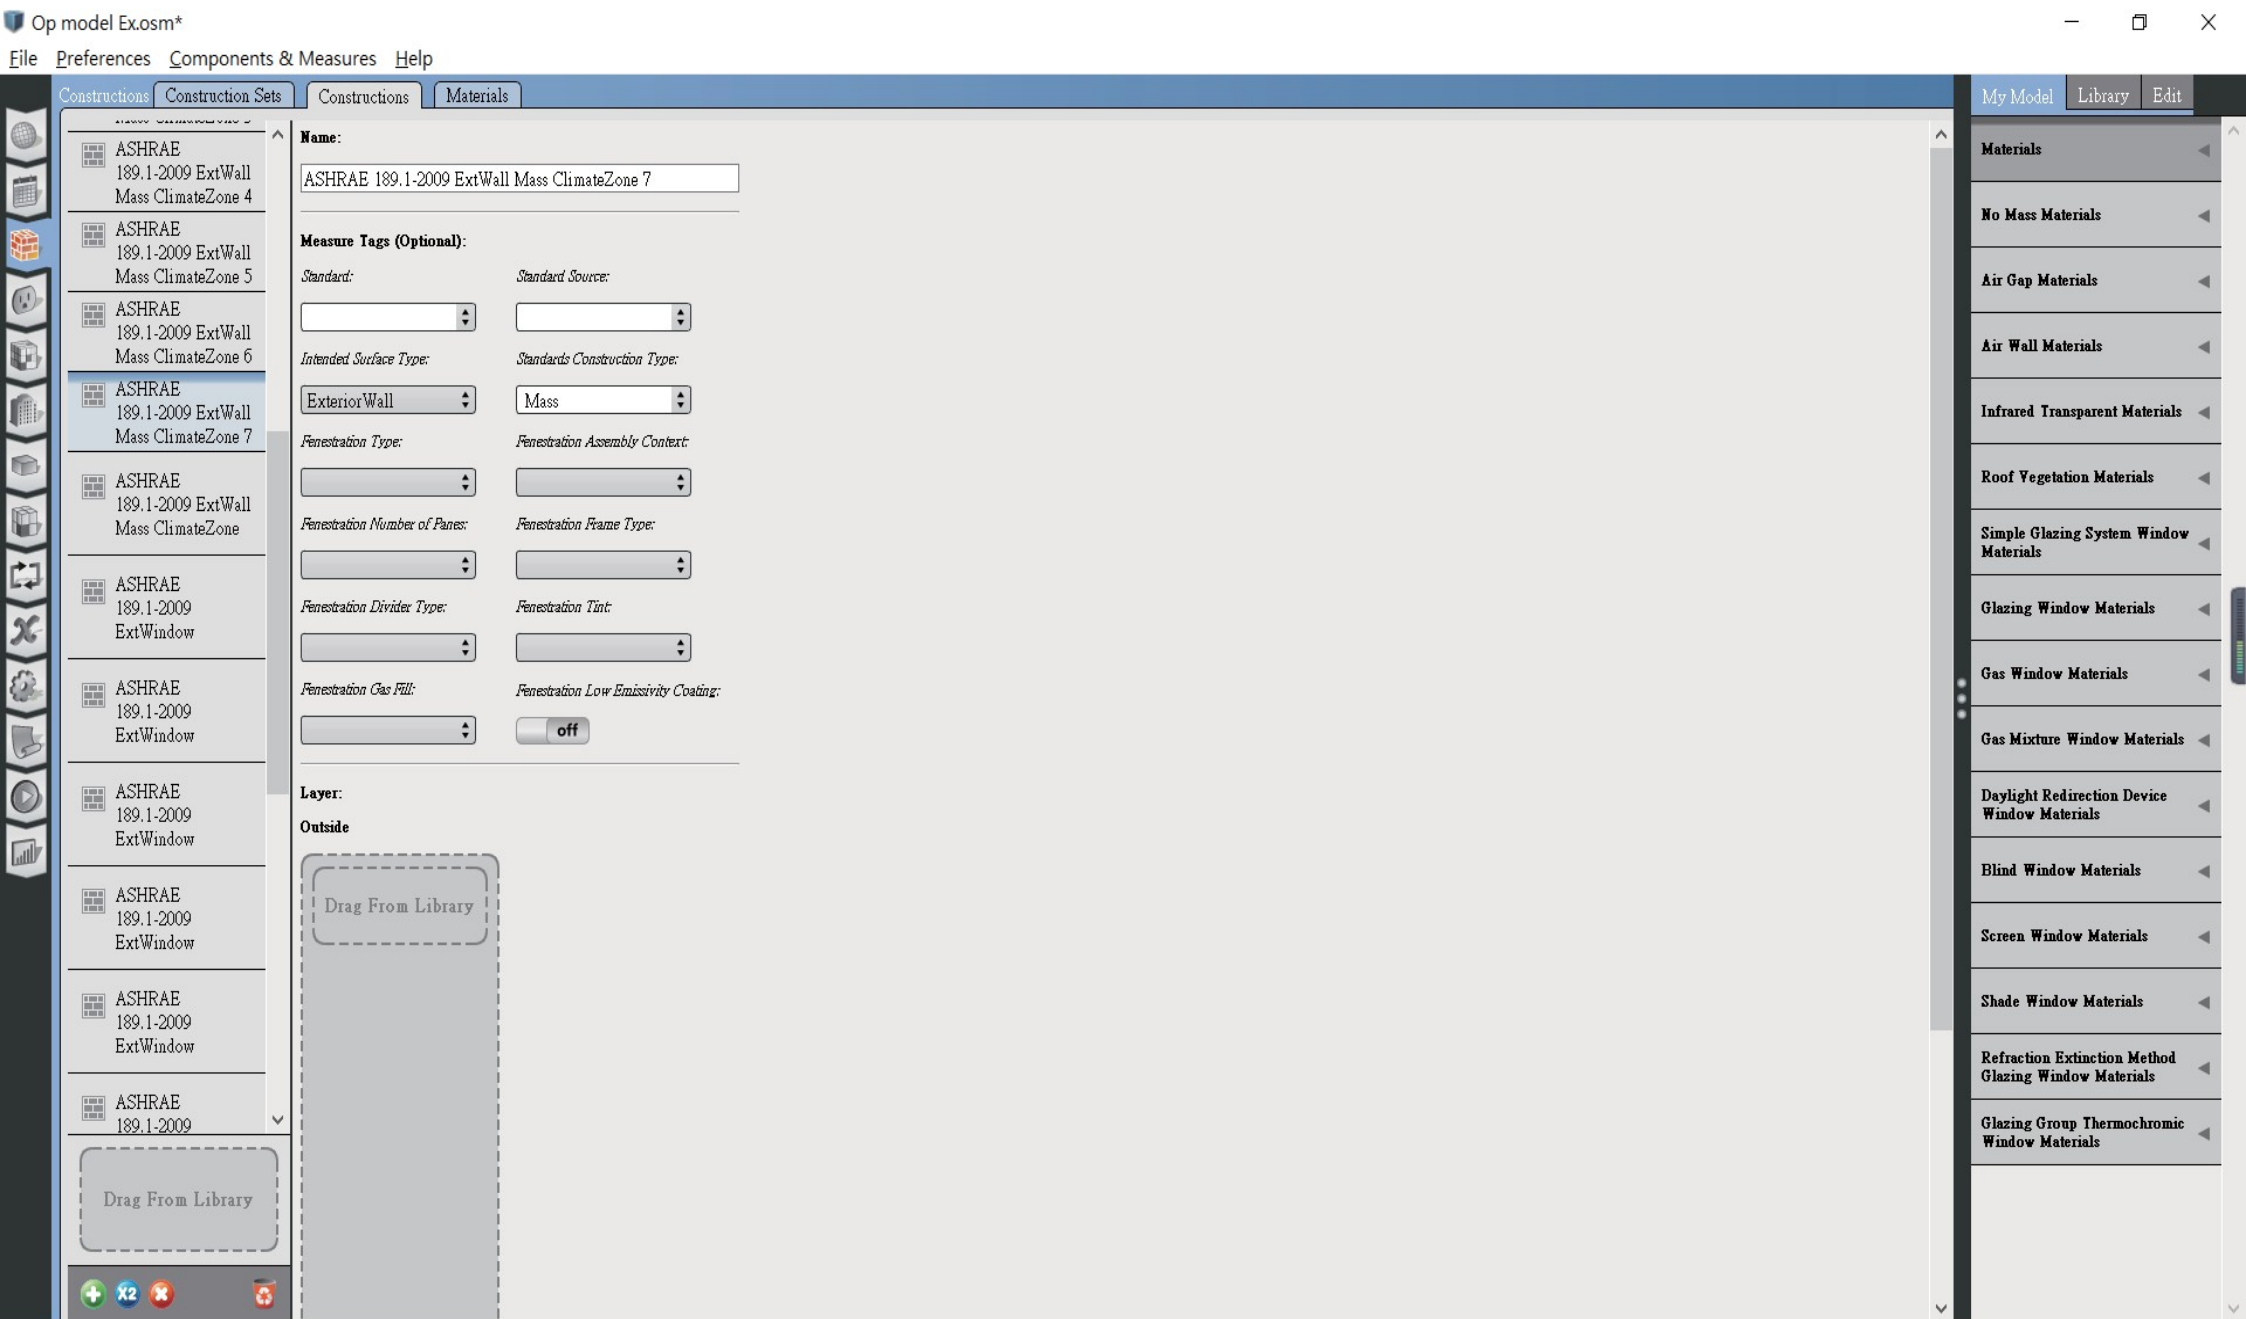 Op model Ex.osm*
File Preferences Components & Measures Help
Constructions Construction Sets Constructions Materials
My Model Library Edit
ASHRAE
189.1-2009 ExtWall
Mass ClimateZone 4
ASHRAE
189.1-2009 ExtWall
Mass ClimateZone 5
ASHRAE
189.1-2009 ExtWall
Mass ClimateZone 6
ASHRAE
189.1-2009 ExtWall
Mass ClimateZone 7
ASHRAE
189.1-2009 ExtWall
Mass ClimateZone
ASHRAE
189.1-2009
ExtWindow
ASHRAE
189.1-2009
ExtWindow
ASHRAE
189.1-2009
ExtWindow
ASHRAE
189.1-2009
ExtWindow
ASHRAE
189.1-2009
ExtWindow
ASHRAE
189.1-2009
Drag From Library
X2
Name:
ASHRAE 189.1-2009 ExtWall Mass ClimateZone 7
Measure Tags (Optional):
Standard: Standard Source:
Intended Surface Type: Standards Construction Type:
ExteriorWall Mass
Fenestration Type: Fenestration Assembly Context:
Fenestration Number of Panes: Fenestration Frame Type:
Fenestration Divider Type: Fenestration Tint:
Fenestration Gas Fill: Fenestration Low Emissivity Coating:
off
Layer:
Outside
Drag From Library
Materials
No Mass Materials
Air Gap Materials
Air Wall Materials
Infrared Transparent Materials
Roof Vegetation Materials
Simple Glazing System Window
Materials
Glazing Window Materials
Gas Window Materials
Gas Mixture Window Materials
Daylight Redirection Device
Window Materials
Blind Window Materials
Screen Window Materials
Shade Window Materials
Refraction Extinction Method
Glazing Window Materials
Glazing Group Thermochromic
Window Materials